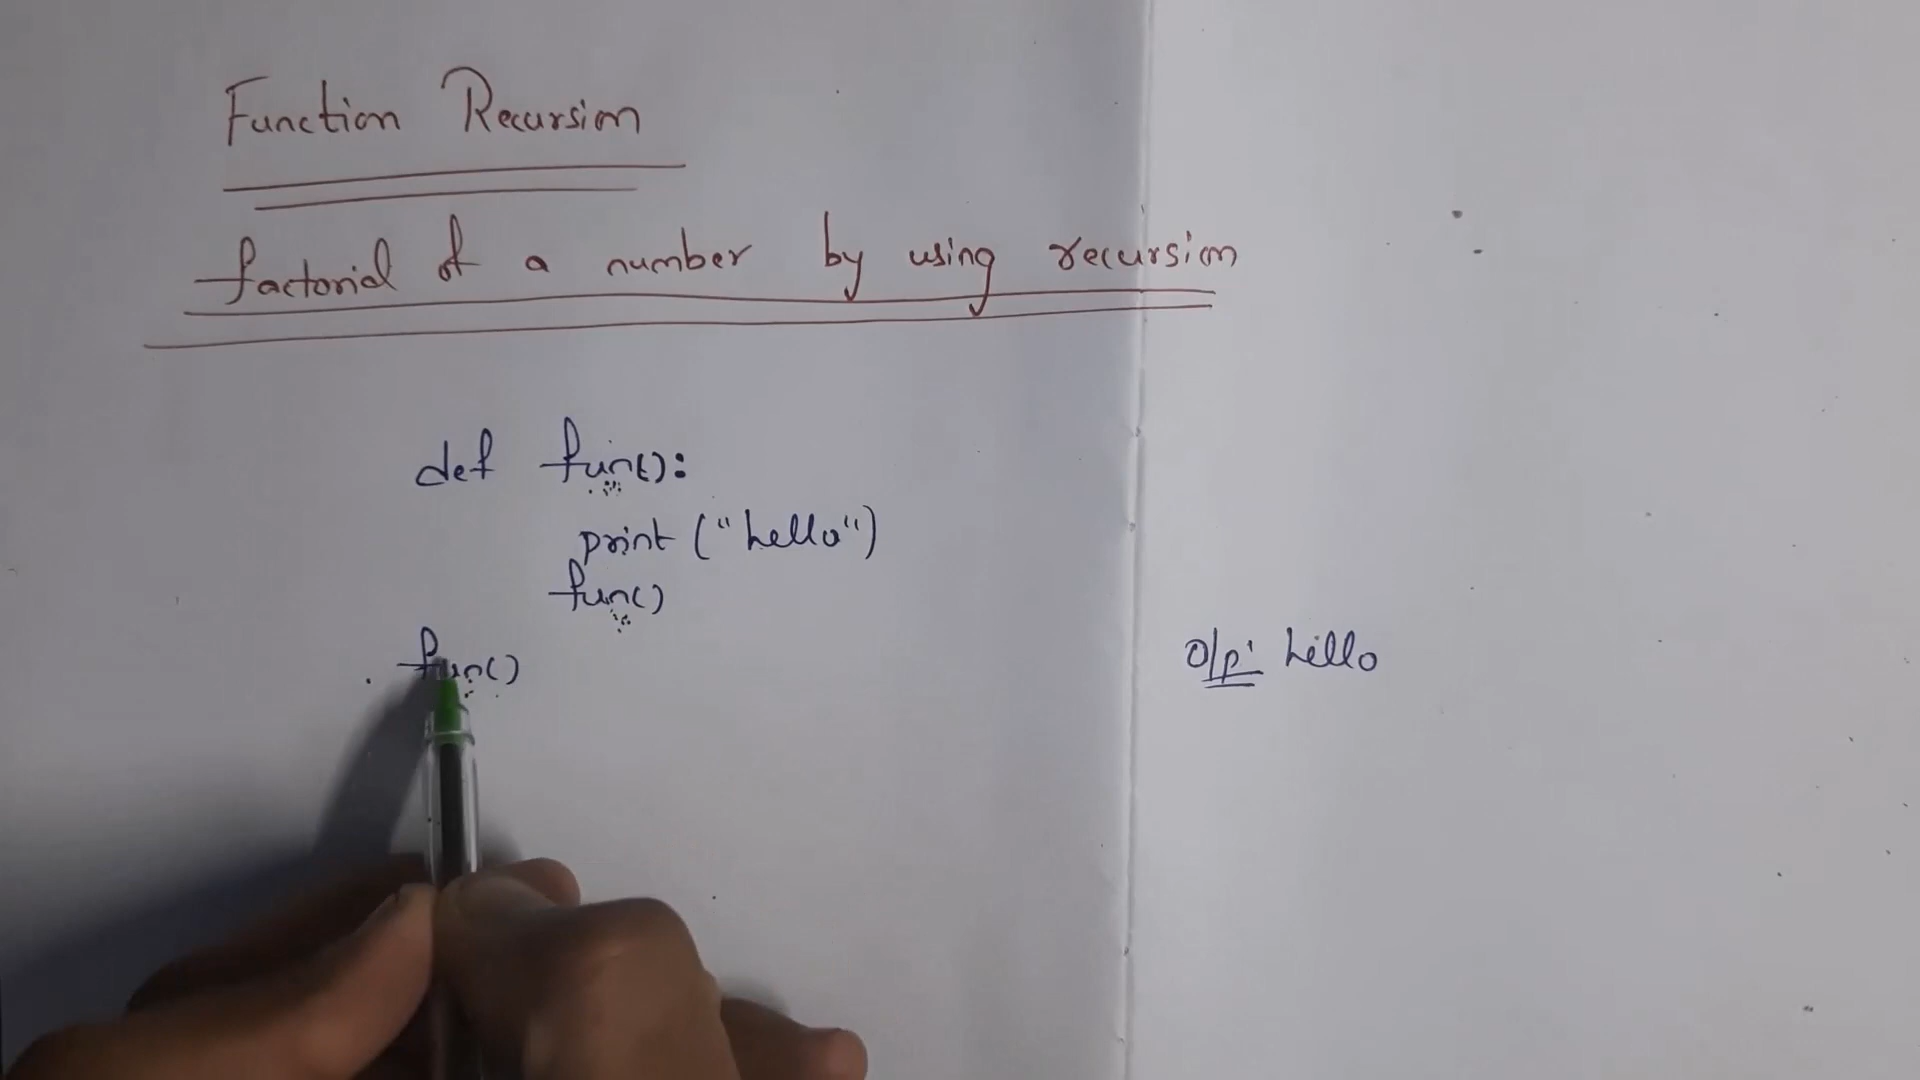 Function Recursion
factorial of a number by using recursion
def fun():
print ("hello")
fun()
fun()
O/p: hello